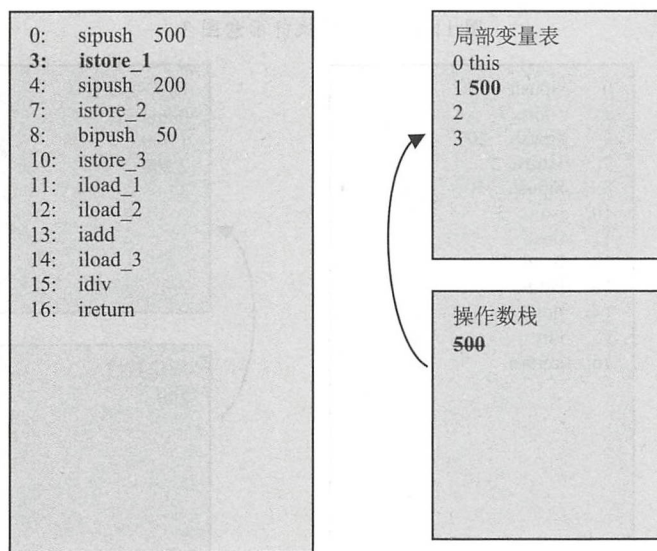 0: sipush 500
3: istore_1
4: sipush 200
7: istore_2
8: bipush 50
10: istore_3
11: iload_1
12: iload_2
13: iadd
14: iload_3
15: idiv
16: ireturn
局部变量表
0 this
1 500
2
3
操作数栈
500